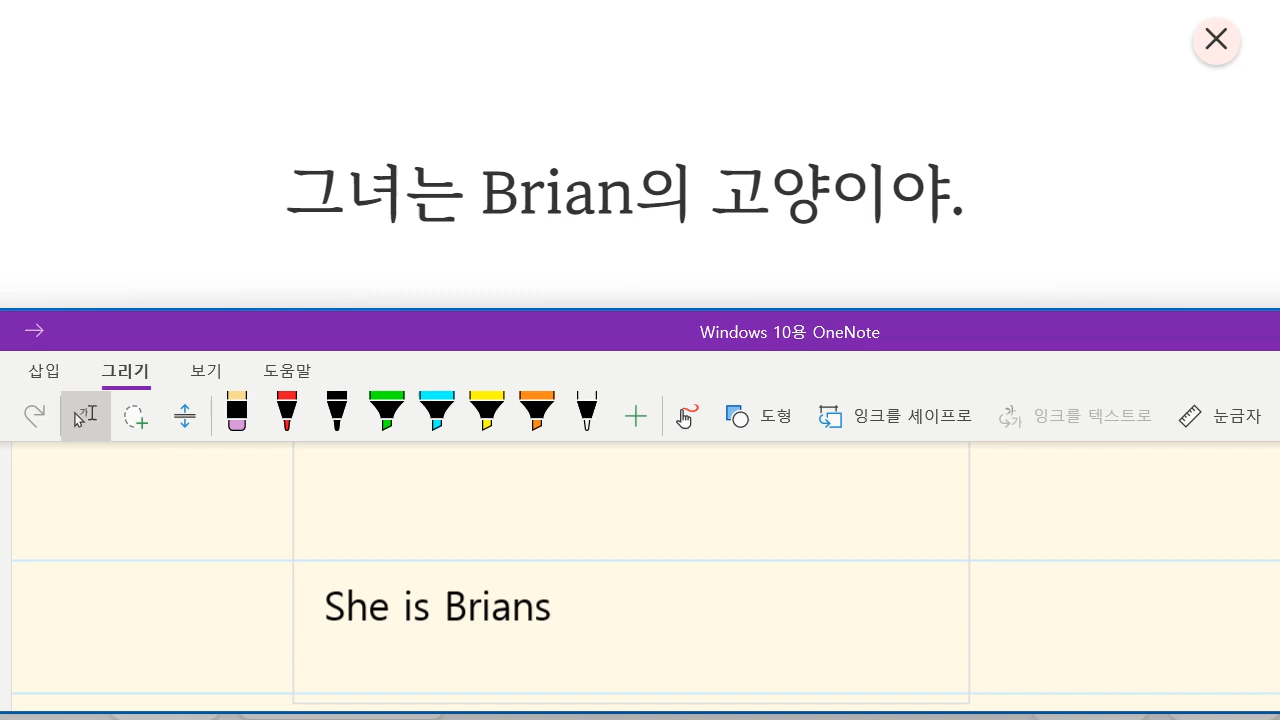 그녀는 Brian의 고양이야.
Windows 10용 OneNote
삽입 그리기 보기 도움말
도형 잉크를 셰이프로 잉크를 텍스트로 눈금자
She is Brians